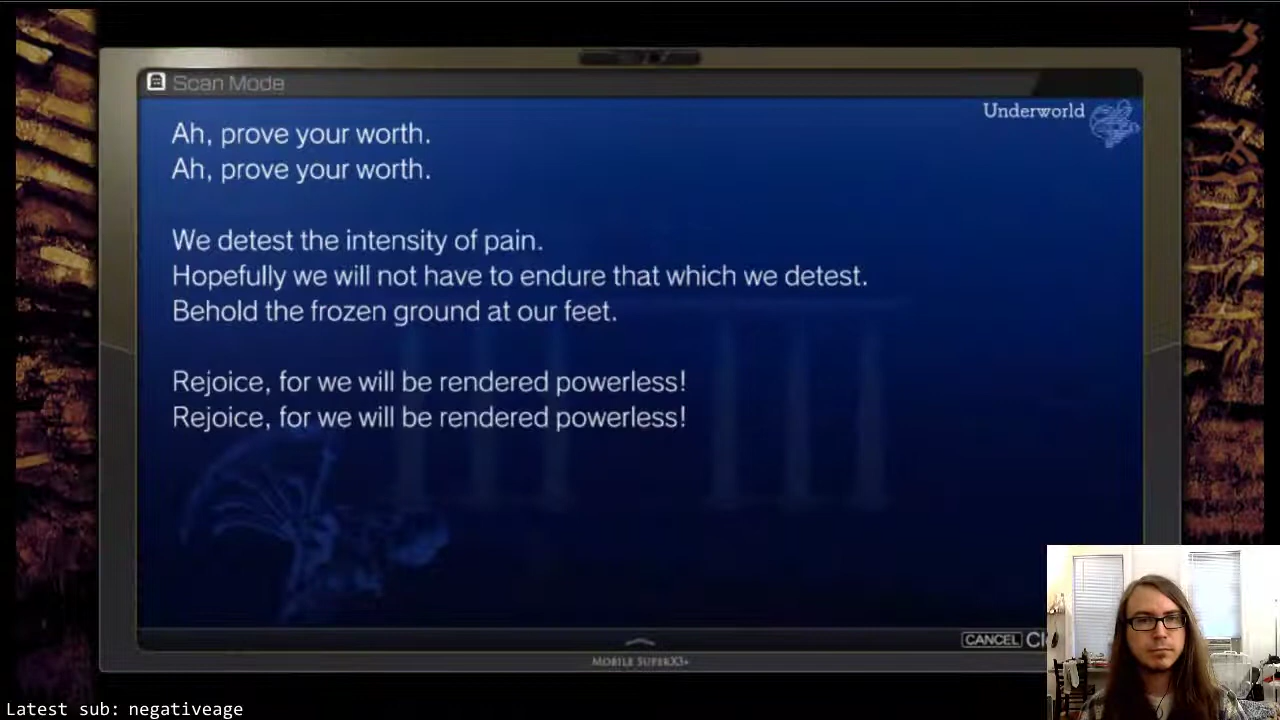 Scan Mode
Underworld
Ah, prove your worth.
Ah, prove your worth.
We detest the intensity of pain.
Hopefully we will not have to endure that which we detest.
Behold the frozen ground at our feet.
Rejoice, for we will be rendered powerless!
Rejoice, for we will be rendered powerless!
CANCEL Cl
MOBILE SUPERX3+
Latest sub: negativeage